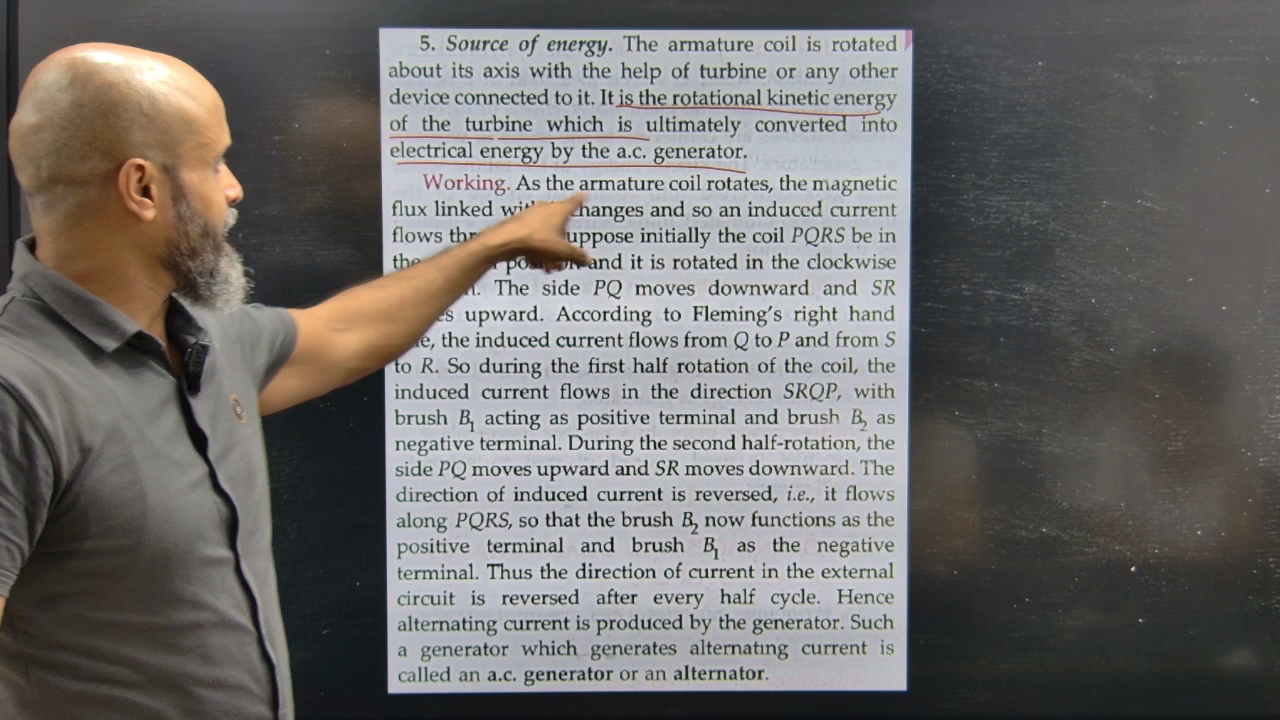 5. Source of energy. The armature coil is rotated
about its axis with the help of turbine or any other
device connected to it. It is the rotational kinetic energy
of the turbine which is ultimately converted into
electrical energy by the a.c. generator.
Working. As the armature coil rotates, the magnetic
flux linked with changes and so an induced current
flows suppose initially the coil PQRS be in
the and it is rotated in the clockwise
The side PQ moves downward and SR
upward. According to Fleming's right hand
the induced current flows from Q to P and from S
to R. So during the first half rotation of the coil, the
induced current flows in the direction SRQP, with
brush B₁ acting as positive terminal and brush B₂ as
negative terminal. During the second half-rotation, the
side PQ moves upward and SR moves downward. The
direction of induced current is reversed, i.e., it flows
along PQRS, so that the brush B₂ now functions as the
positive terminal and brush B₁ as the negative
terminal. Thus the direction of current in the external
circuit is reversed after every half cycle. Hence
alternating current is produced by the generator. Such
a generator which generates alternating current is
called an a.c. generator or an alternator.